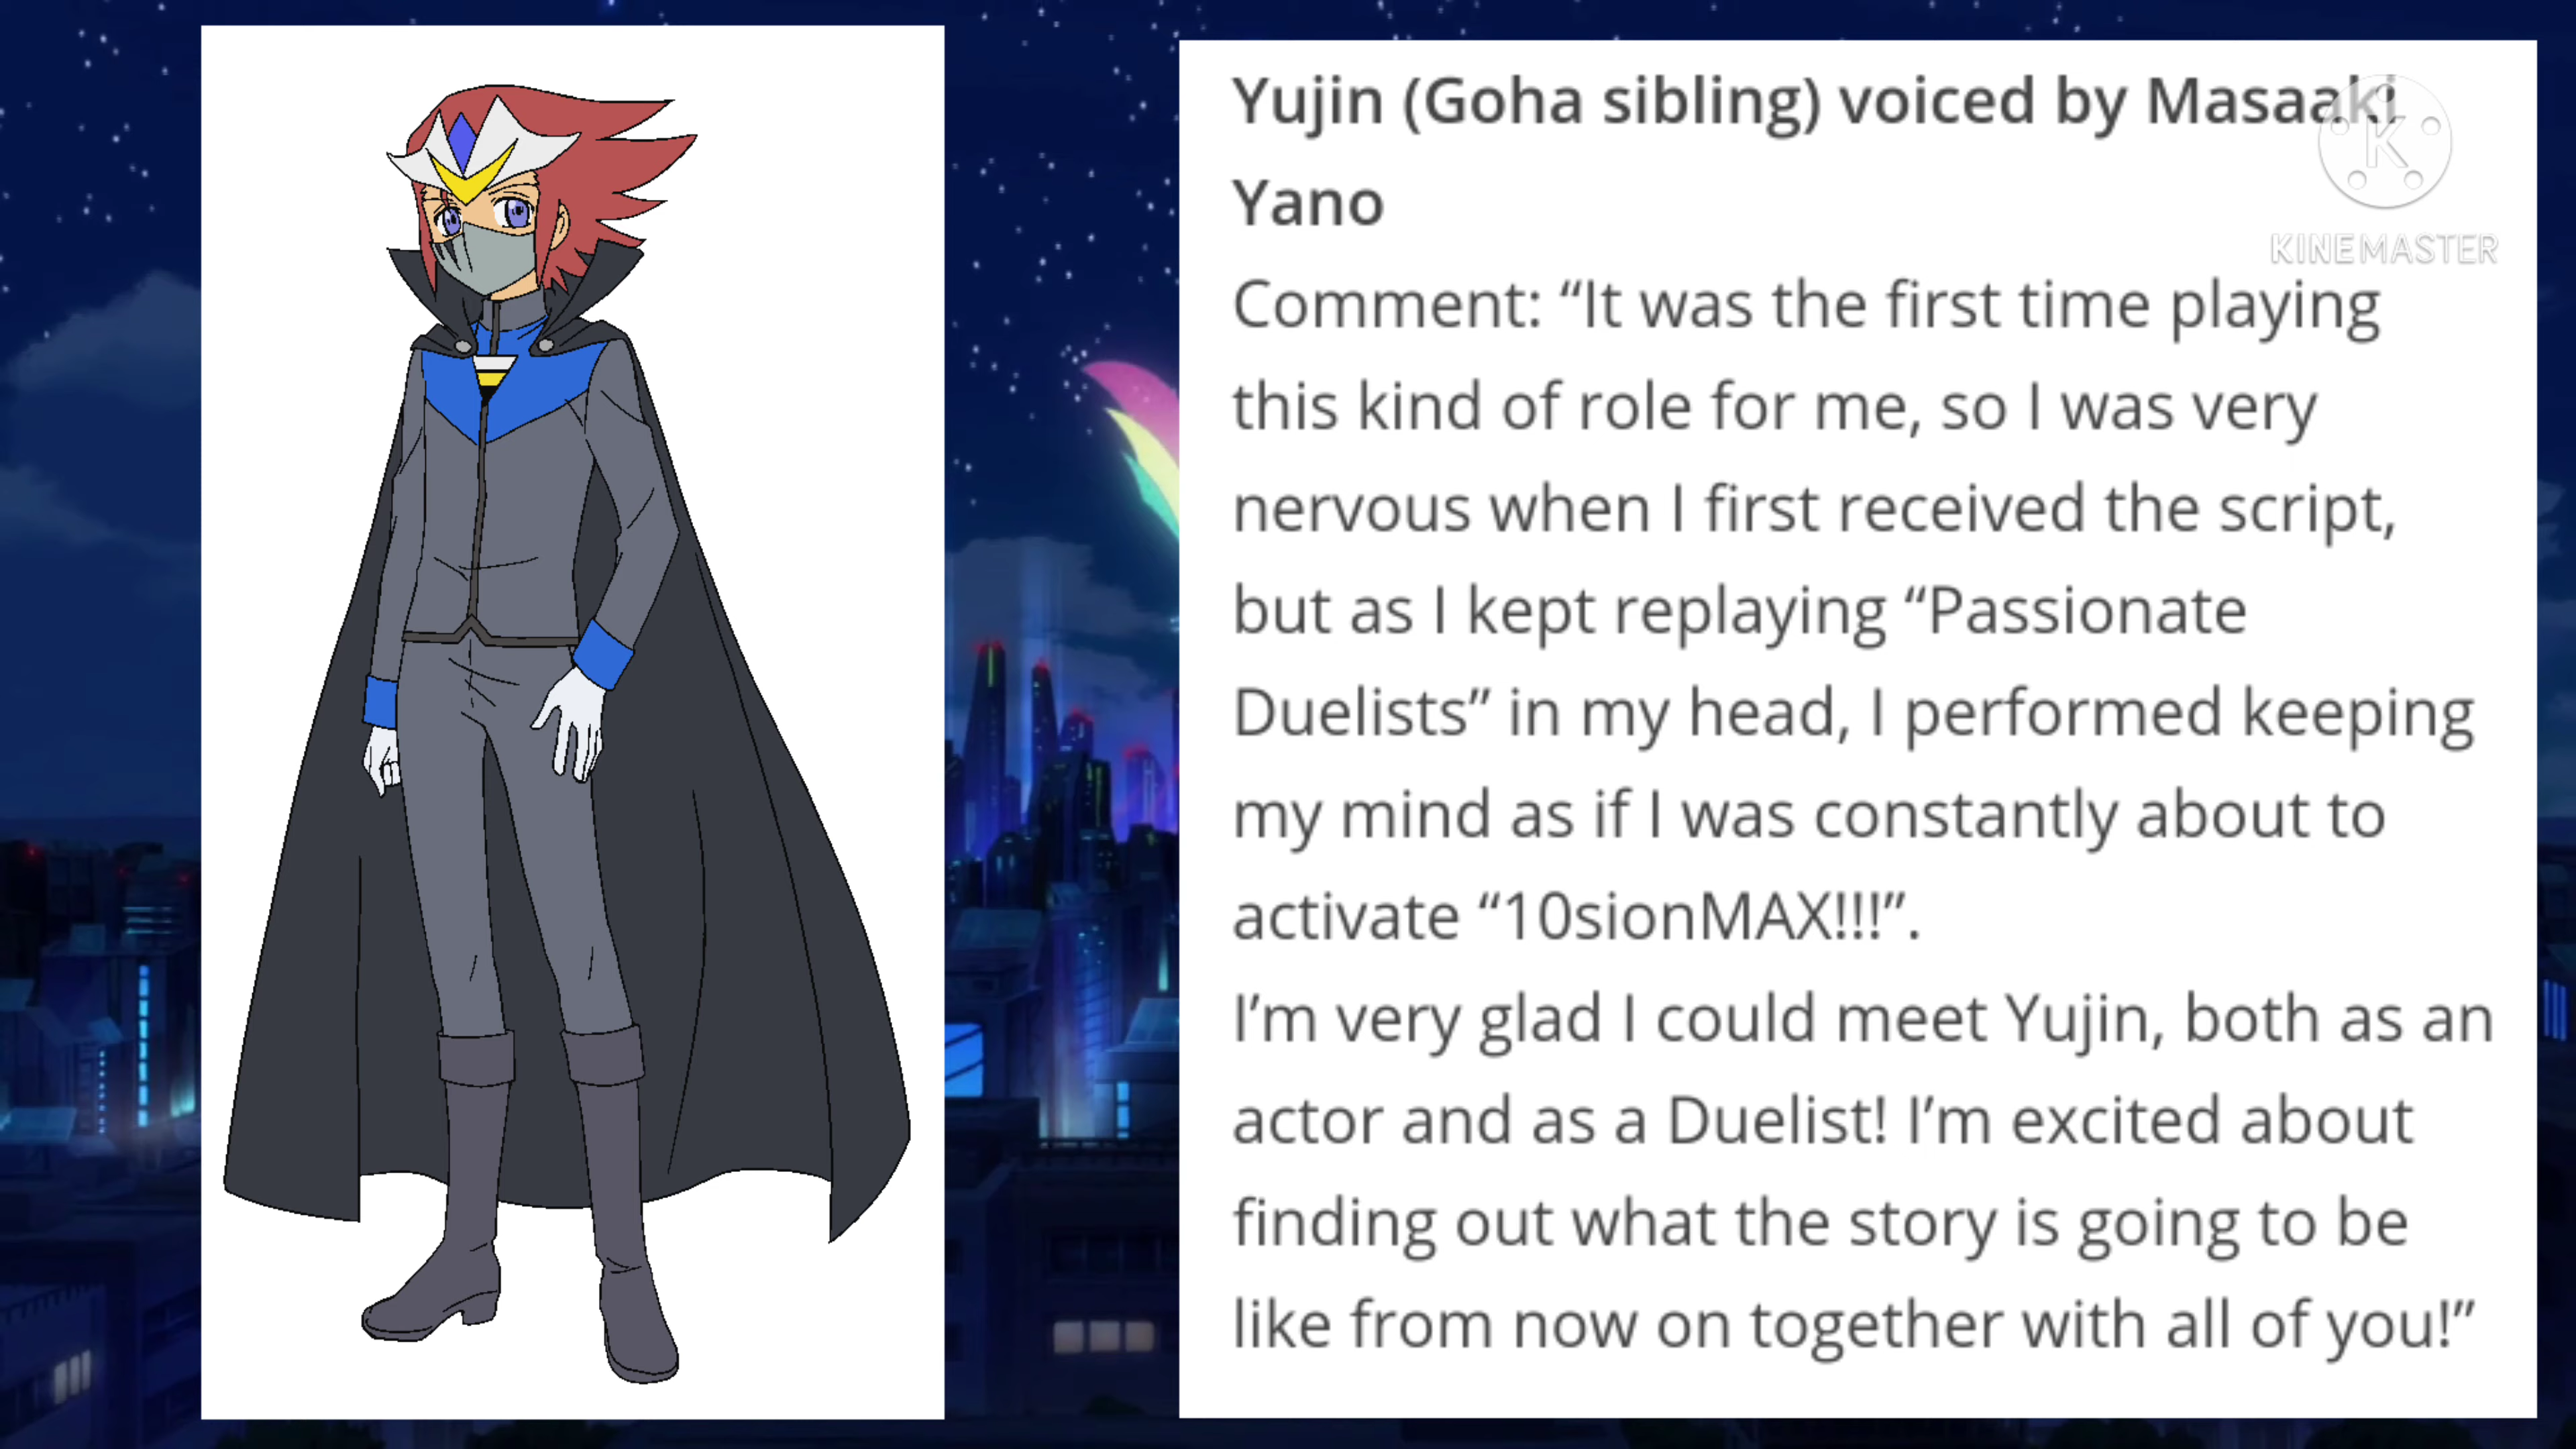 Yujin (Goha sibling) voiced by Masaaki
Yano
K
KINEMASTER
Comment: “It was the first time playing
this kind of role for me, so I was very
nervous when I first received the script,
but as I kept replaying “Passionate
Duelists” in my head, I performed keeping
my mind as if I was constantly about to
activate “10sionMAX!!!”.
I’m very glad I could meet Yujin, both as an
actor and as a Duelist! I’m excited about
finding out what the story is going to be
like from now on together with all of you!”